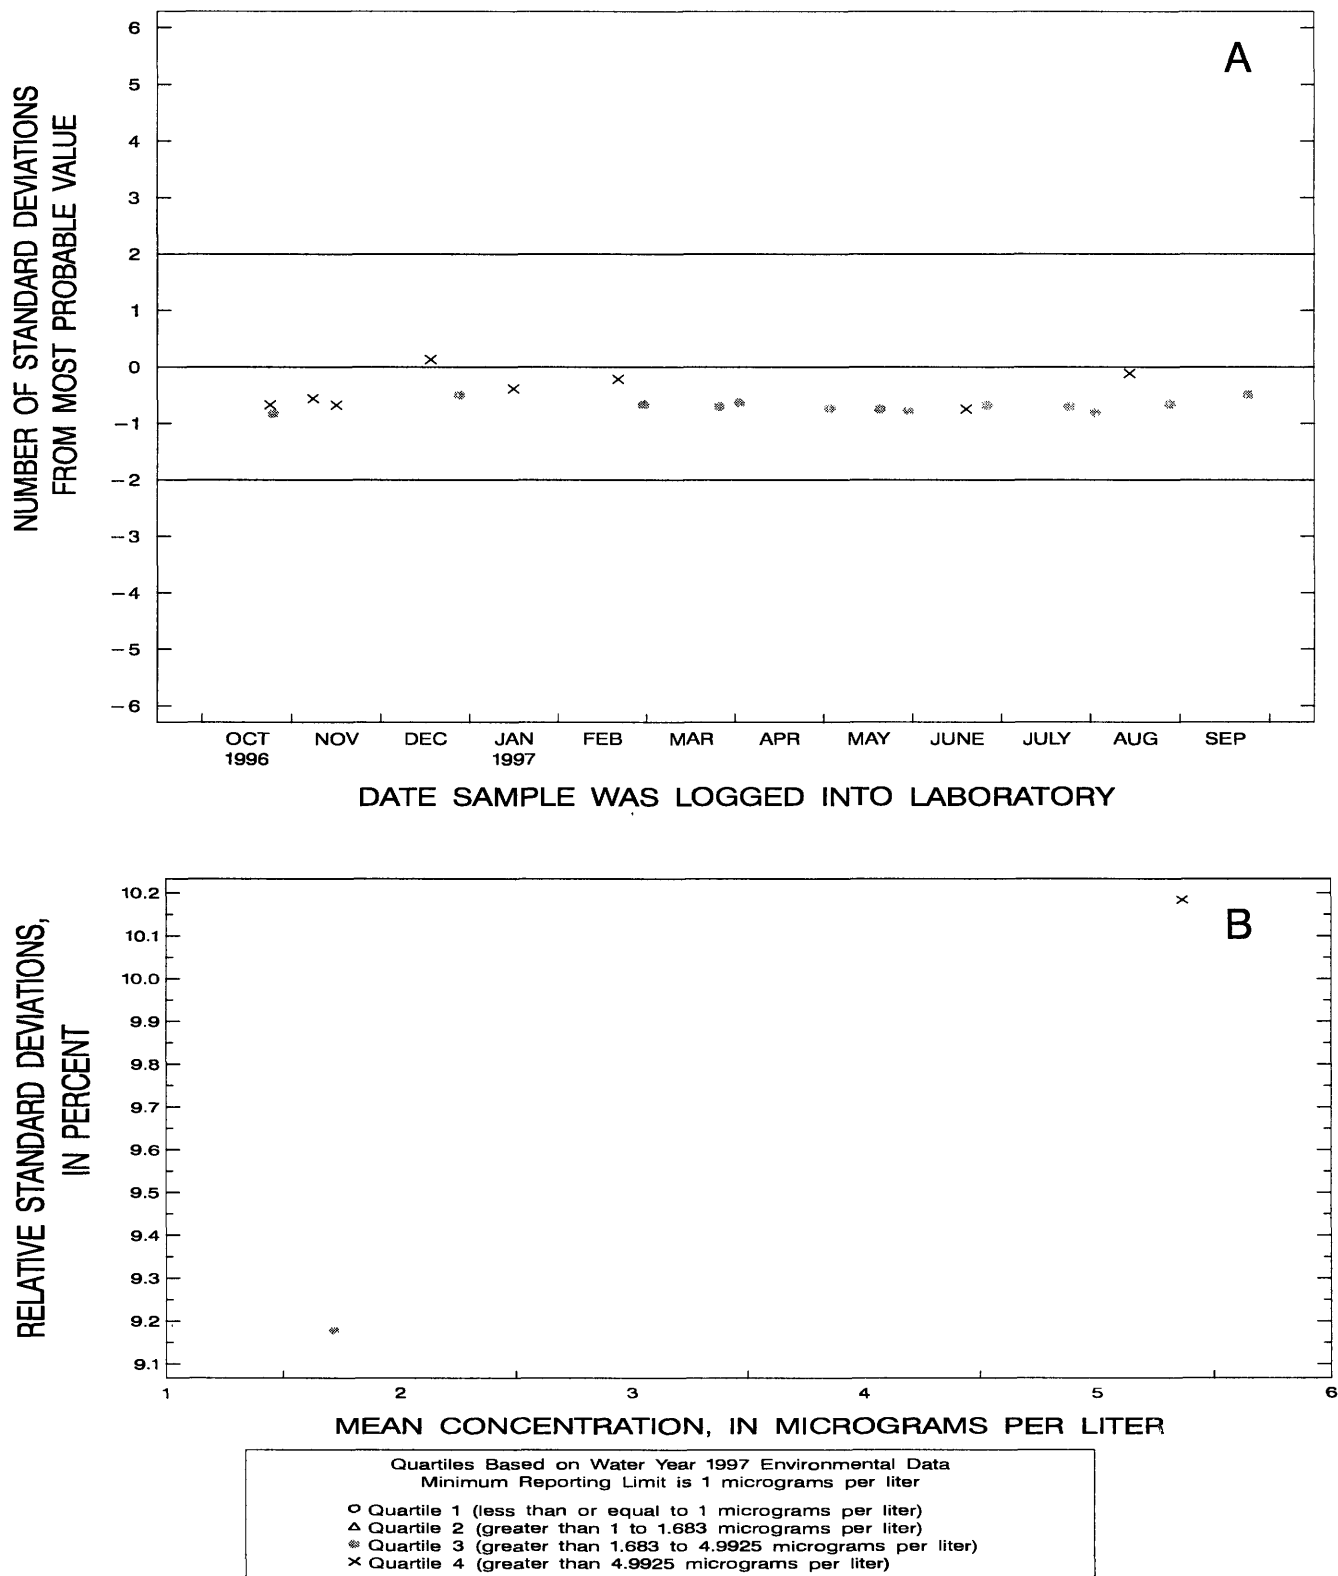 NUMBER OF STANDARD DEVIATIONS
FROM MOST PROBABLE VALUE
A
6
5
4
3
2
1
0
−1
−2
−3
−4
−5
−6
OCT NOV DEC JAN FEB MAR APR MAY JUNE JULY AUG SEP
1996 1997
DATE SAMPLE WAS LOGGED INTO LABORATORY
RELATIVE STANDARD DEVIATIONS,
IN PERCENT
B
10.2
10.1
10.0
9.9
9.8
9.7
9.6
9.5
9.4
9.3
9.2
9.1
1 2 3 4 5 6
MEAN CONCENTRATION, IN MICROGRAMS PER LITER
Quartiles Based on Water Year 1997 Environmental Data
Minimum Reporting Limit is 1 micrograms per liter
Quartile 1 (less than or equal to 1 micrograms per liter)
Quartile 2 (greater than 1 to 1.683 micrograms per liter)
Quartile 3 (greater than 1.683 to 4.9925 micrograms per liter)
Quartile 4 (greater than 4.9925 micrograms per liter)